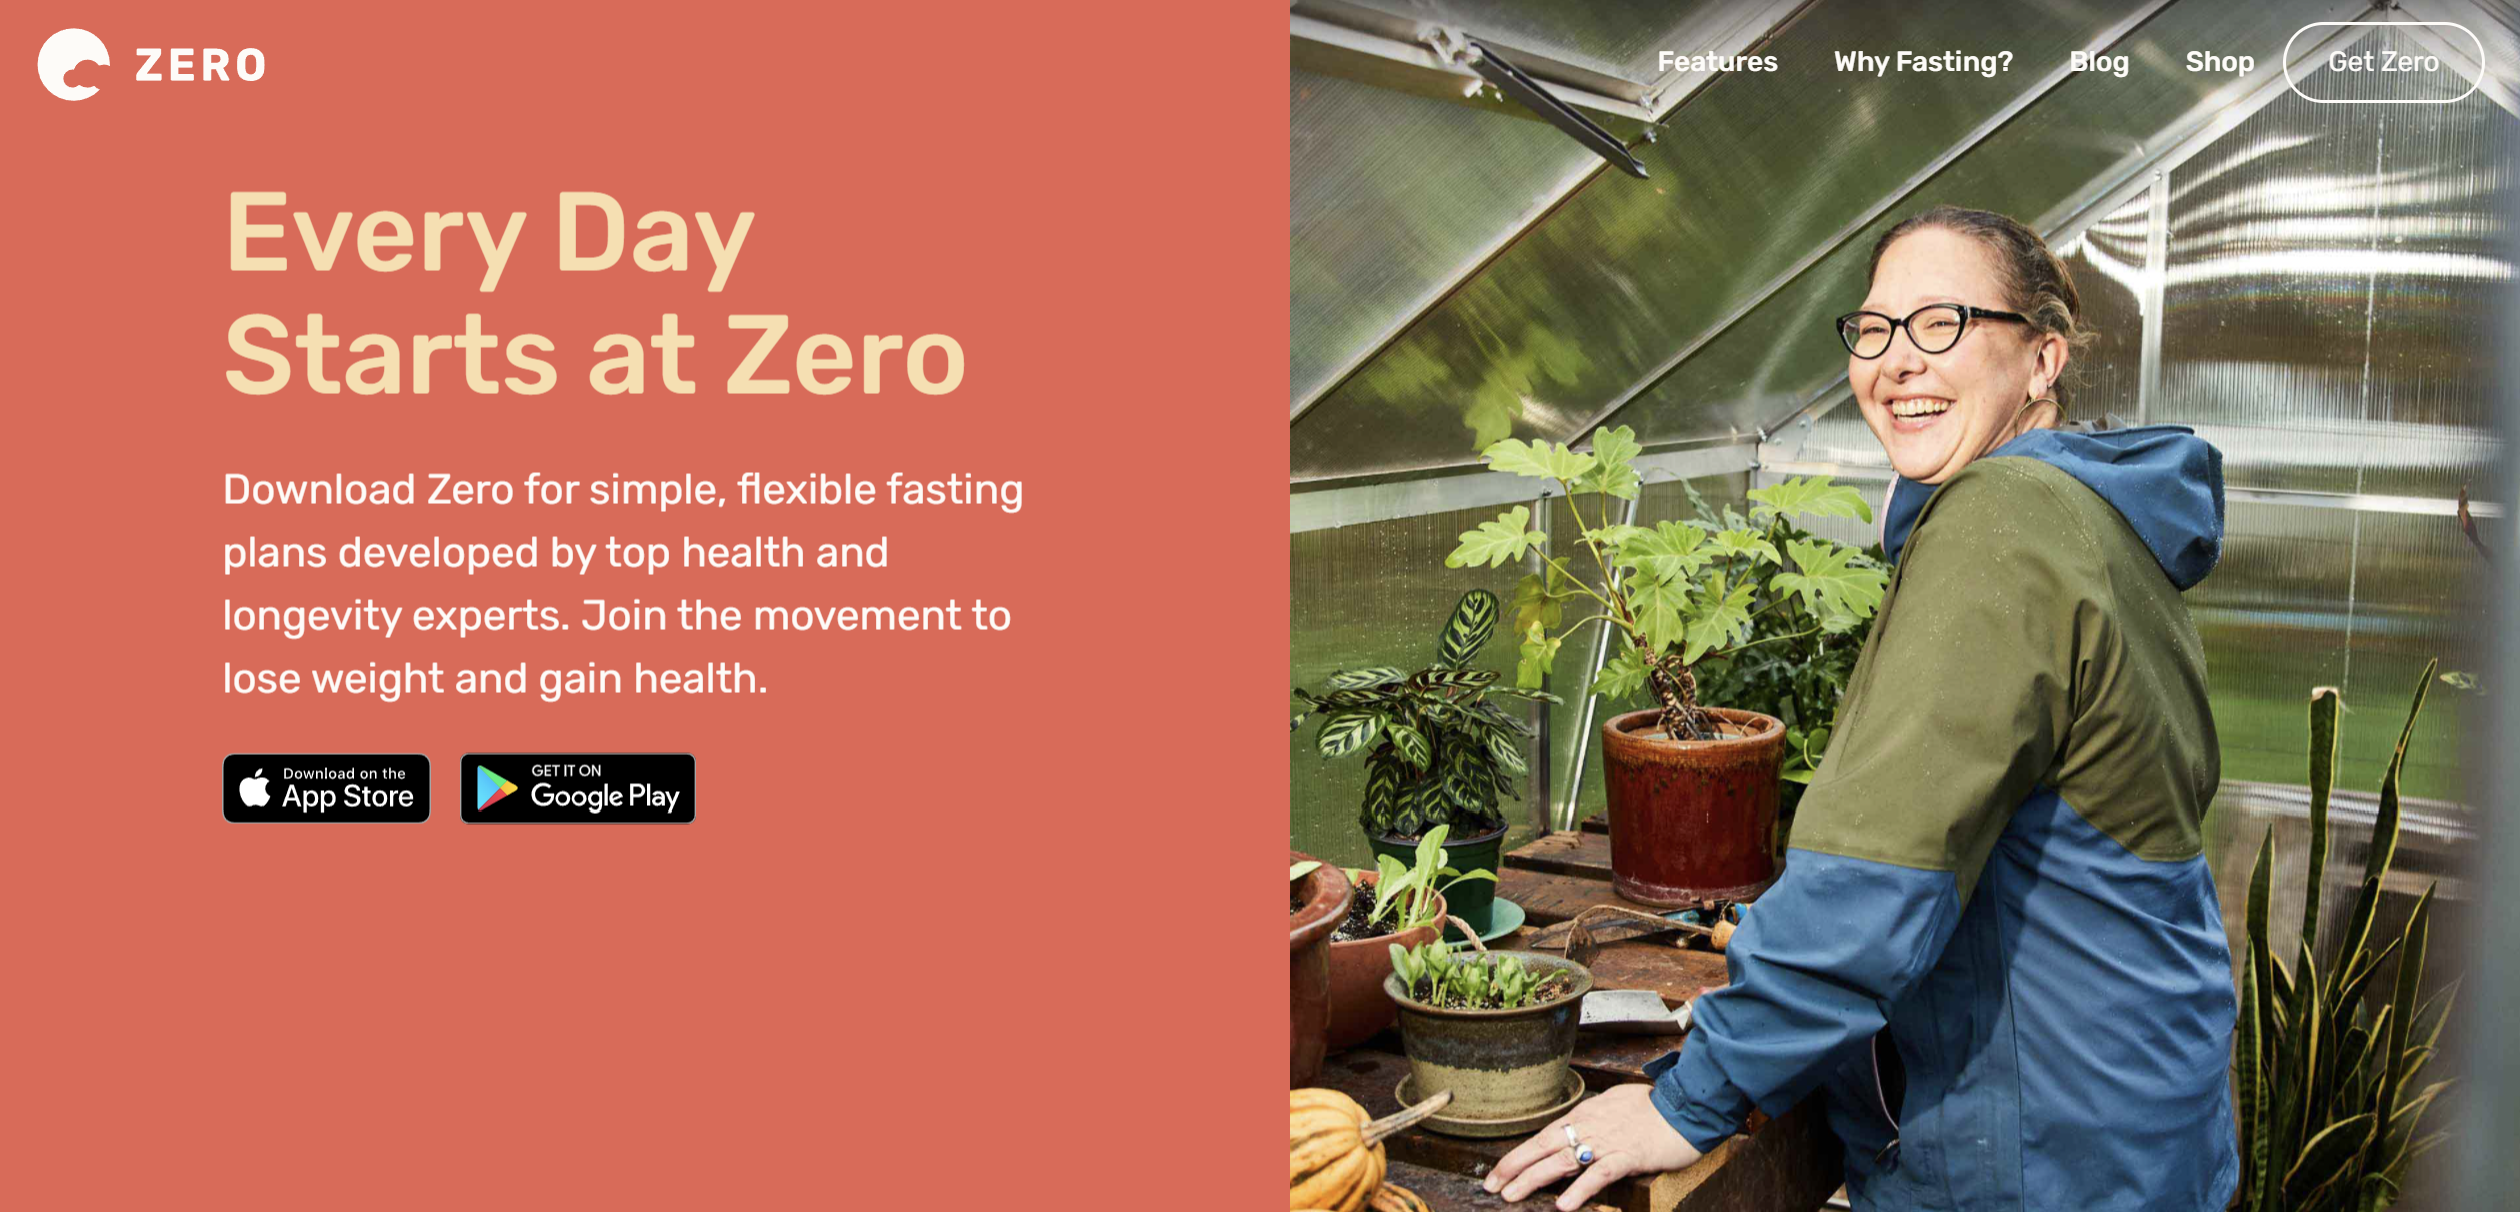 ZERO
Features
Why Fasting?
Blog
Shop
Get Zero
Every Day
Starts at Zero
Download Zero for simple, flexible fasting
plans developed by top health and
longevity experts. Join the movement to
lose weight and gain health.
Download on the
App Store
GET IT ON
Google Play